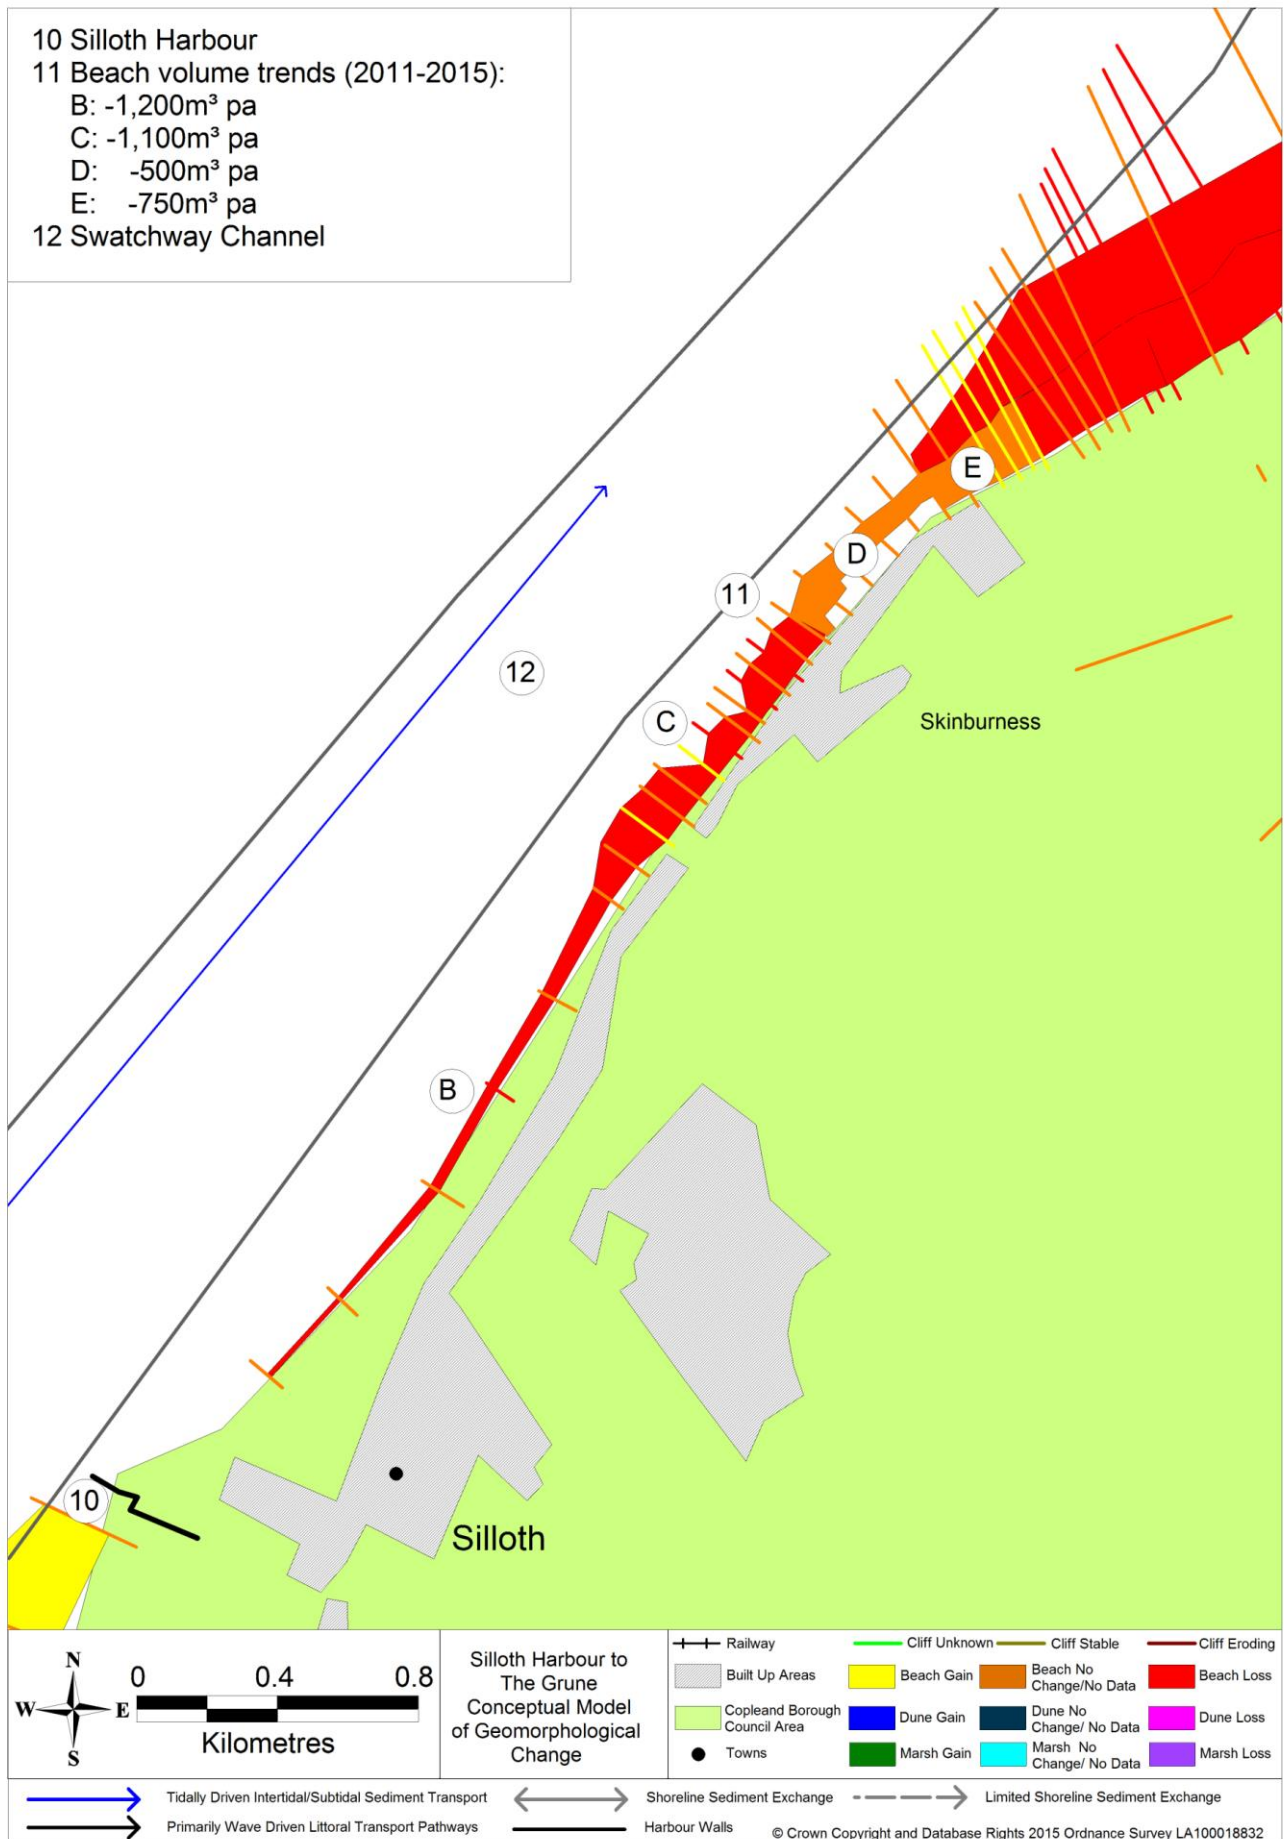 10 Silloth Harbour
11 Beach volume trends (2011-2015):
B: -1,200m³ pa
C: -1,100m³ pa
D: -500m³ pa
E: -750m³ pa
12 Swatchway Channel
E
D
11
12
C
Skinburness
B
10
Silloth
N
W E
S
0 0.4 0.8
Kilometres
Silloth Harbour to
The Grune
Conceptual Model
of Geomorphological
Change
Railway
Cliff Unknown
Cliff Stable
Cliff Eroding
Built Up Areas
Beach Gain
Beach No
Change/No Data
Beach Loss
Copleand Borough
Council Area
Dune Gain
Dune No
Change/ No Data
Dune Loss
Towns
Marsh Gain
Marsh No
Change/ No Data
Marsh Loss
Tidally Driven Intertidal/Subtidal Sediment Transport
Shoreline Sediment Exchange
Limited Shoreline Sediment Exchange
Primarily Wave Driven Littoral Transport Pathways
Harbour Walls
© Crown Copyright and Database Rights 2015 Ordnance Survey LA100018832